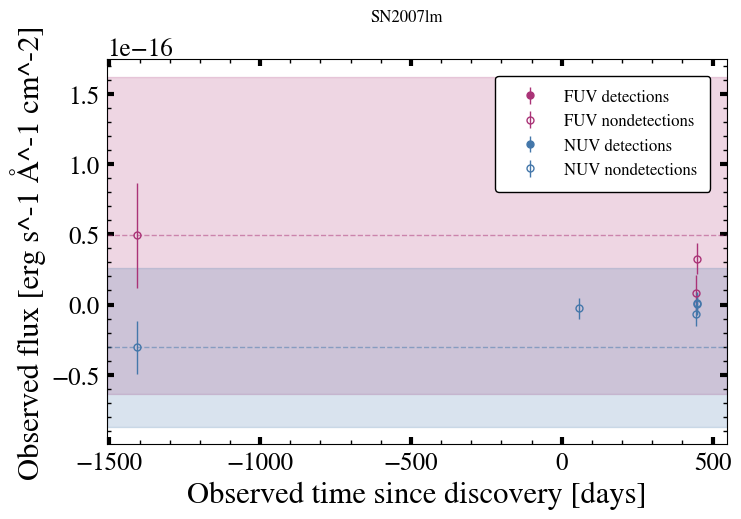 SN2007lm
1e−16
Observed flux [erg s^-1 Å^-1 cm^-2]
1.5
1.0
0.5
0.0
−0.5
FUV detections
FUV nondetections
NUV detections
NUV nondetections
−1500 −1000 −500 0 500
Observed time since discovery [days]